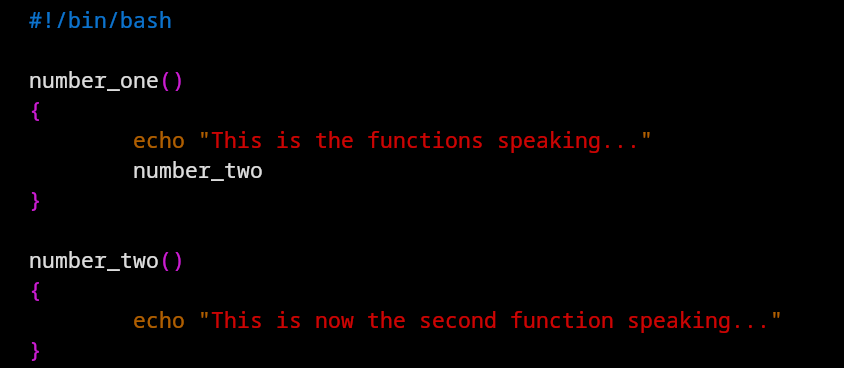 #!/bin/bash

number_one()
{
        echo "This is the functions speaking..."
        number_two
}

number_two()
{
        echo "This is now the second function speaking..."
}